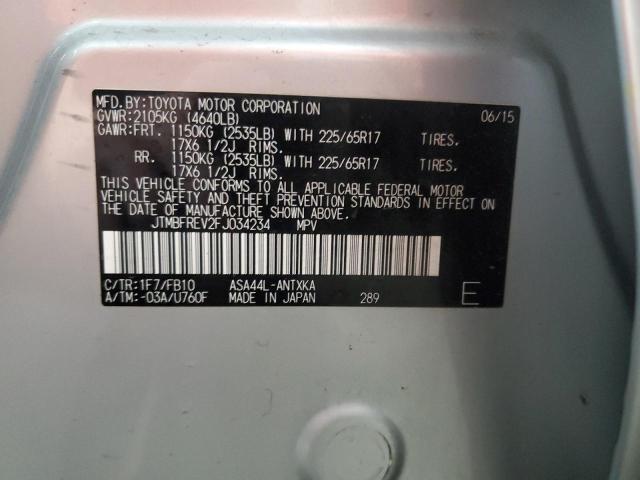 MFD.BY:TOYOTA MOTOR CORPORATION 06/15
GVWR:2105KG (4640LB)
GAWR:FRT. 1150KG (2535LB) WITH 225/65R17 TIRES.
17X6 1/2J RIMS.
RR. 1150KG (2535LB) WITH 225/65R17 TIRES.
17X6 1/2J RIMS.
THIS VEHICLE CONFORMS TO ALL APPLICABLE FEDERAL MOTOR
VEHICLE SAFETY AND THEFT PREVENTION STANDARDS IN EFFECT ON
THE DATE OF MANUFACTURE SHOWN ABOVE.
JTMBFREV2FJ034234 MPV
C/TR:1F7/FB10 ASA44L-ANTXKA
A/TM:-03A/U760F MADE IN JAPAN 289 E